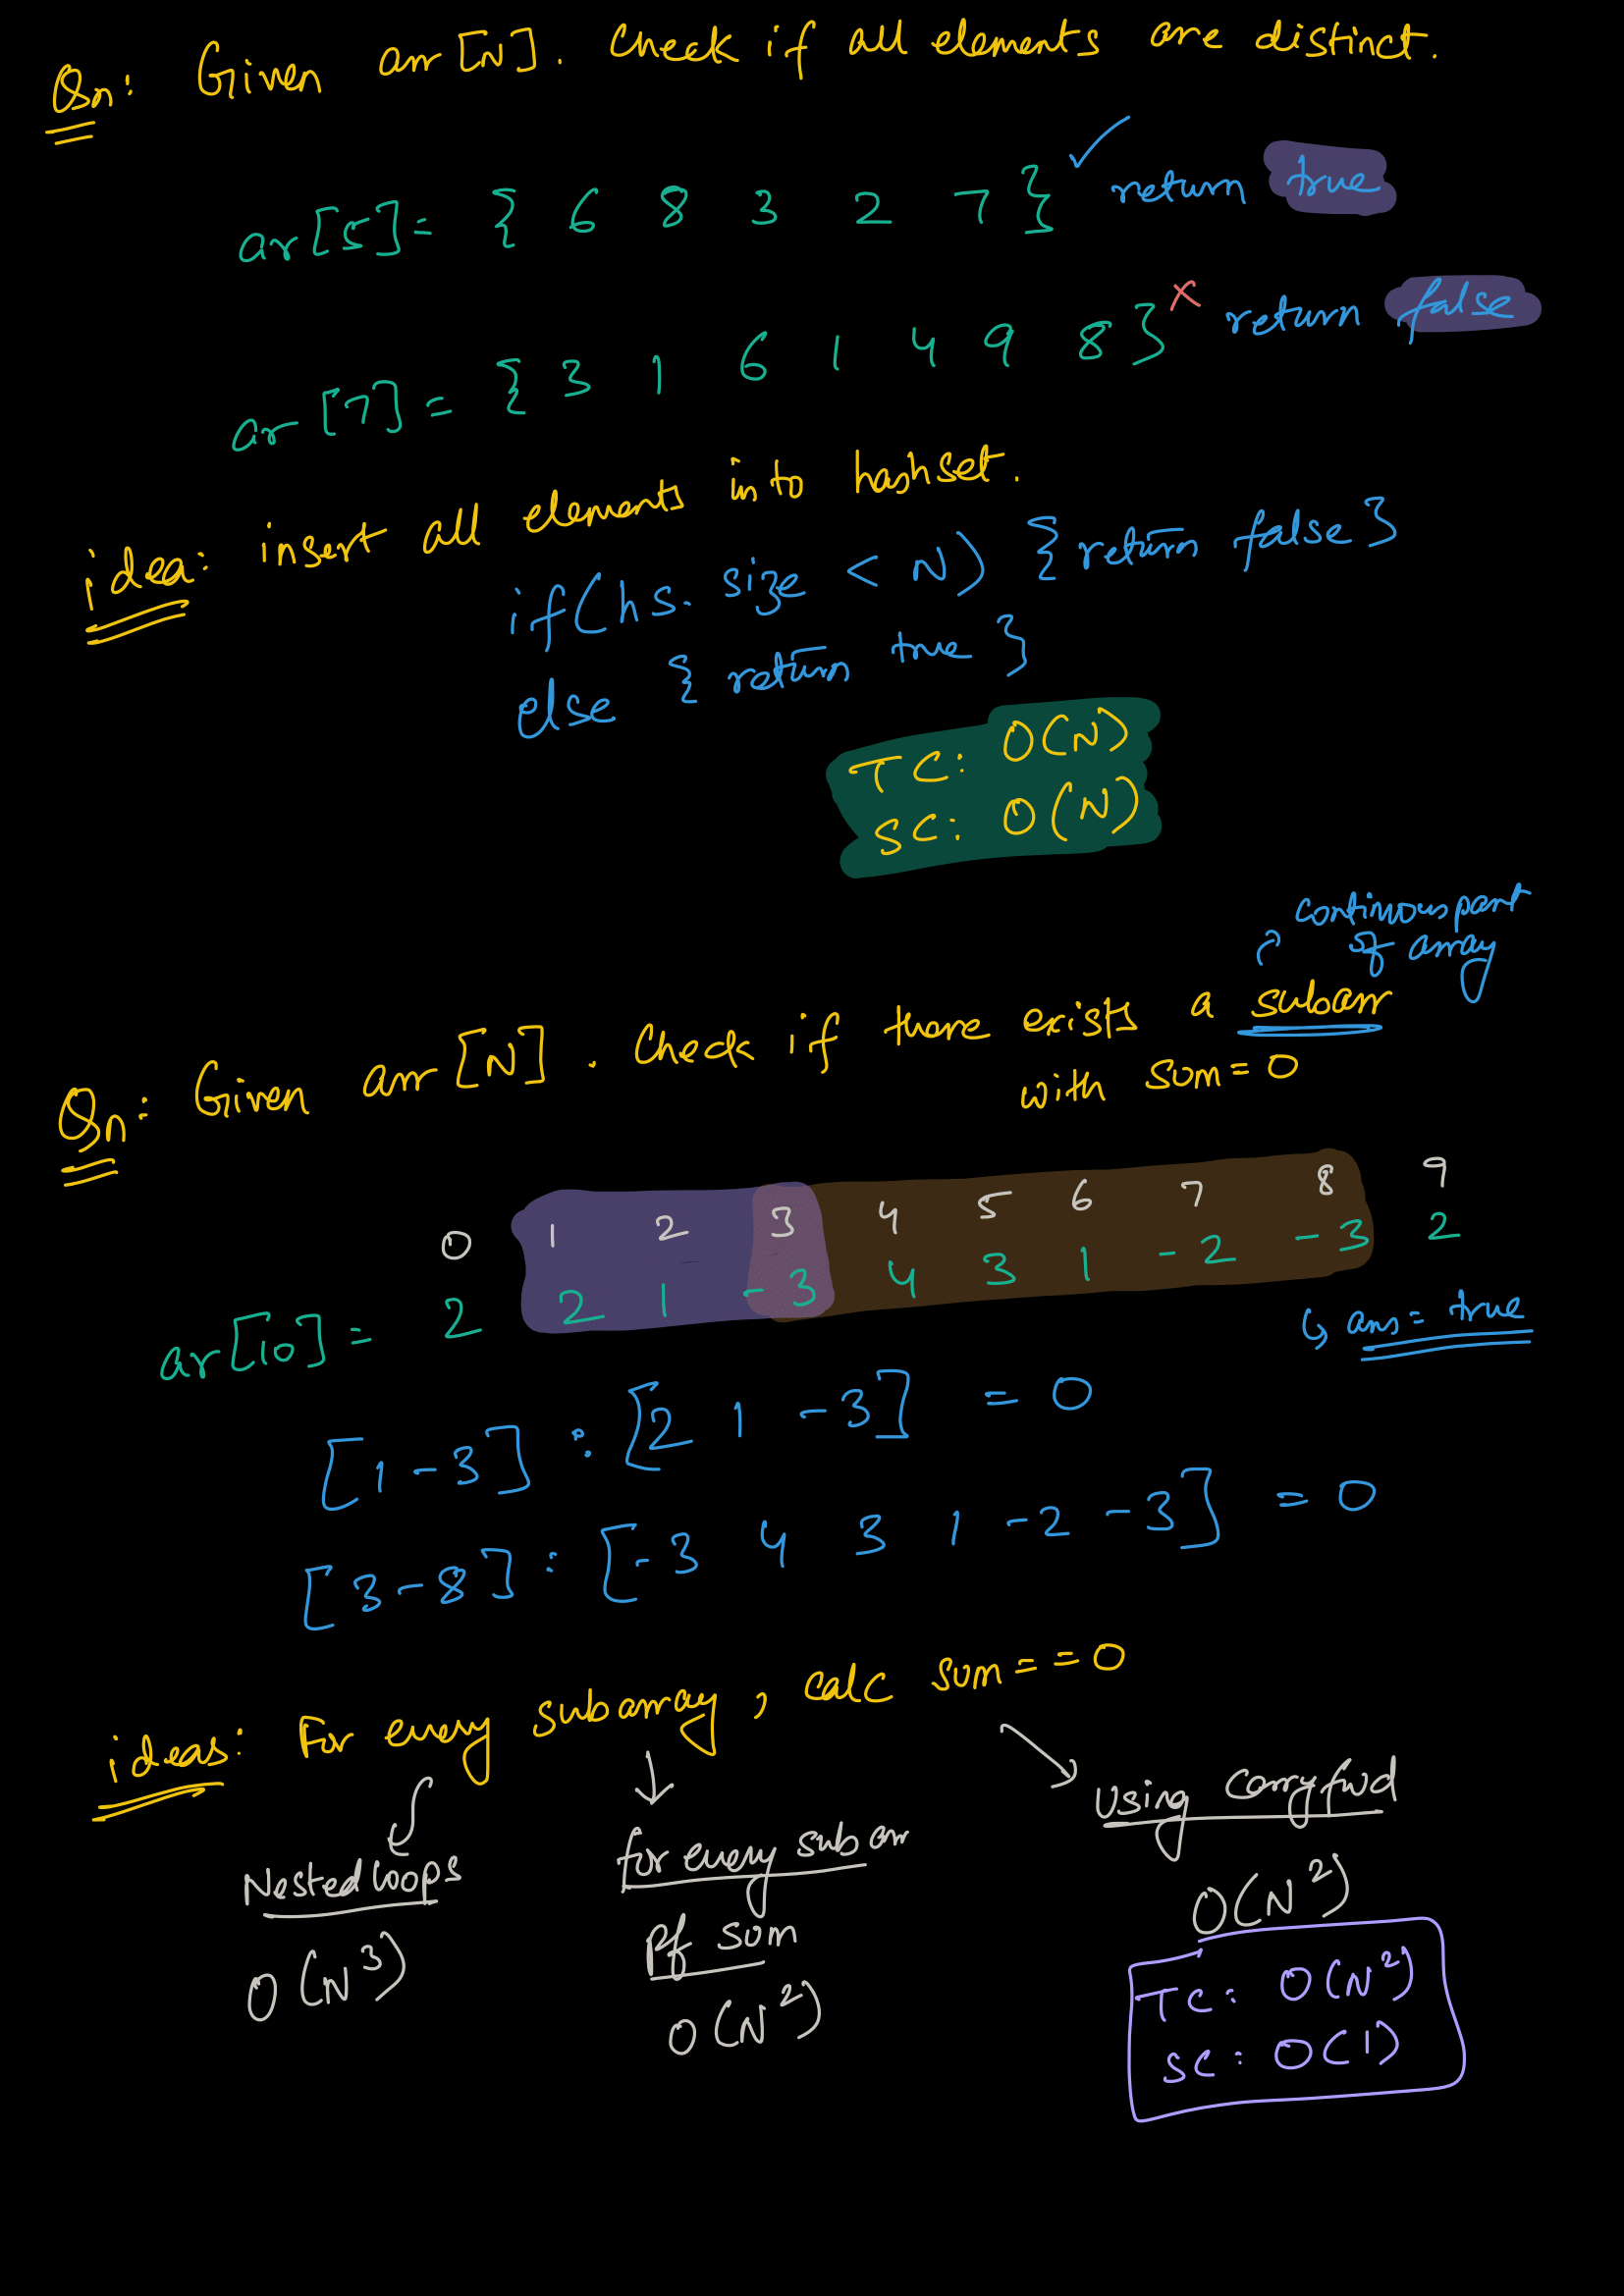 Qn: Given arr [N]. Check if all elements are distinct.
ar[5] = { 6 8 3 2 7 } ✓ return true
ar[7] = { 3 1 6 1 4 9 8 } x return false
idea: insert all elements into hashset.
if(hs. size < N) { return false }
else { return true }
TC: O(N)
SC: O(N)
continuous part
of array
Qn: Given arr [N]. Check if there exists a subarr
with sum = 0
0 1 2 3 4 5 6 7 8 9
ar[10] = 2 2 1 -3 4 3 1 -2 -3 2
↳ ans = true
[1-3] : [2 1 -3] = 0
[3-8] : [-3 4 3 1 -2 -3] = 0
ideas: For every subarray, calc sum == 0
Nested loops
O(N³)
for every subarr
Pf sum
O(N²)
Using carry fwd
O(N²)
TC: O(N²)
SC: O(1)